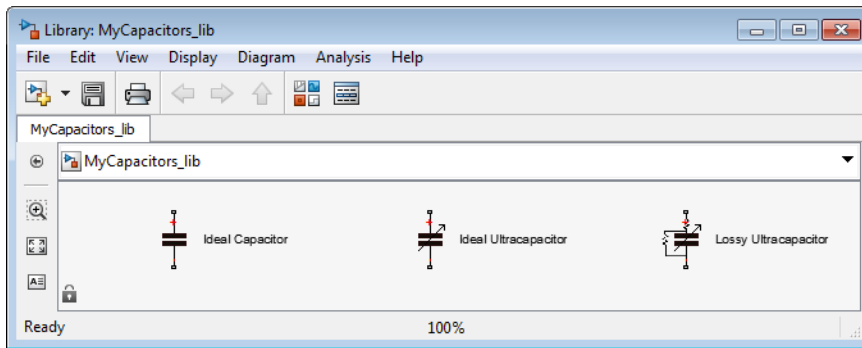 Library: MyCapacitors_lib
File Edit View Display Diagram Analysis Help
MyCapacitors_lib
MyCapacitors_lib
Ideal Capacitor Ideal Ultracapacitor Lossy Ultracapacitor
Ready 100%